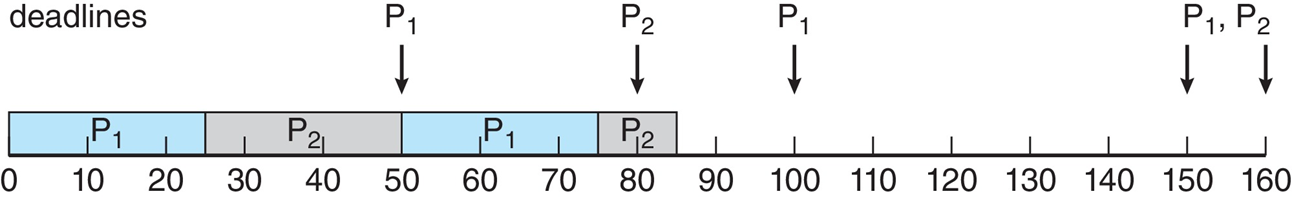 deadlines P₁ P₂ P₁ P₁, P₂
P₁ P₂ P₁ P₂
0 10 20 30 40 50 60 70 80 90 100 110 120 130 140 150 160